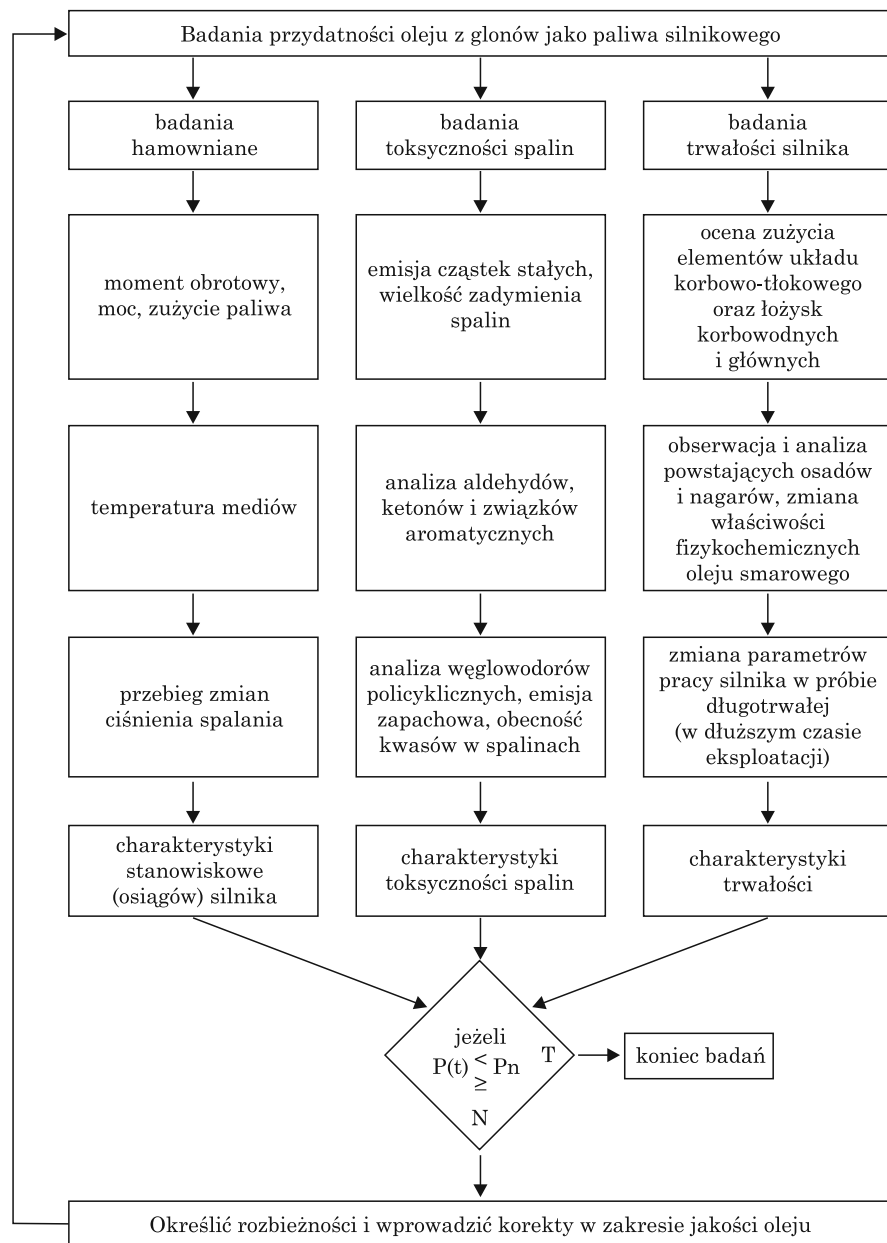 Badania przydatności oleju z glonów jako paliwa silnikowego
badania
hamowniane
badania
toksyczności spalin
badania
trwałości silnika
moment obrotowy,
moc, zużycie paliwa
emisja cząstek stałych,
wielkość zadymienia
spalin
ocena zużycia
elementów układu
korbowo-tłokowego
oraz łożysk
korbowodnych
i głównych
temperatura mediów
analiza aldehydów,
ketonów i związków
aromatycznych
obserwacja i analiza
powstających osadów
i nagarów, zmiana
właściwości
fizykochemicznych
oleju smarowego
przebieg zmian
ciśnienia spalania
analiza węglowodorów
policyklicznych, emisja
zapachowa, obecność
kwasów w spalinach
zmiana parametrów
pracy silnika w próbie
długotrwałej
(w dłuższym czasie
eksploatacji)
charakterystyki
stanowiskowe
(osiągów) silnika
charakterystyki
toksyczności spalin
charakterystyki
trwałości
jeżeli
P(t) < Pn T
≥
N
koniec badań
Określić rozbieżności i wprowadzić korekty w zakresie jakości oleju